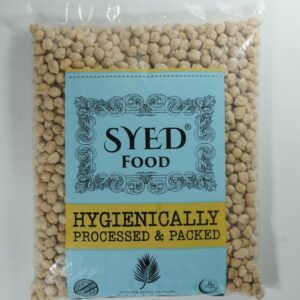 SYED®
FOOD
HYGIENICALLY
PROCESSED & PACKED